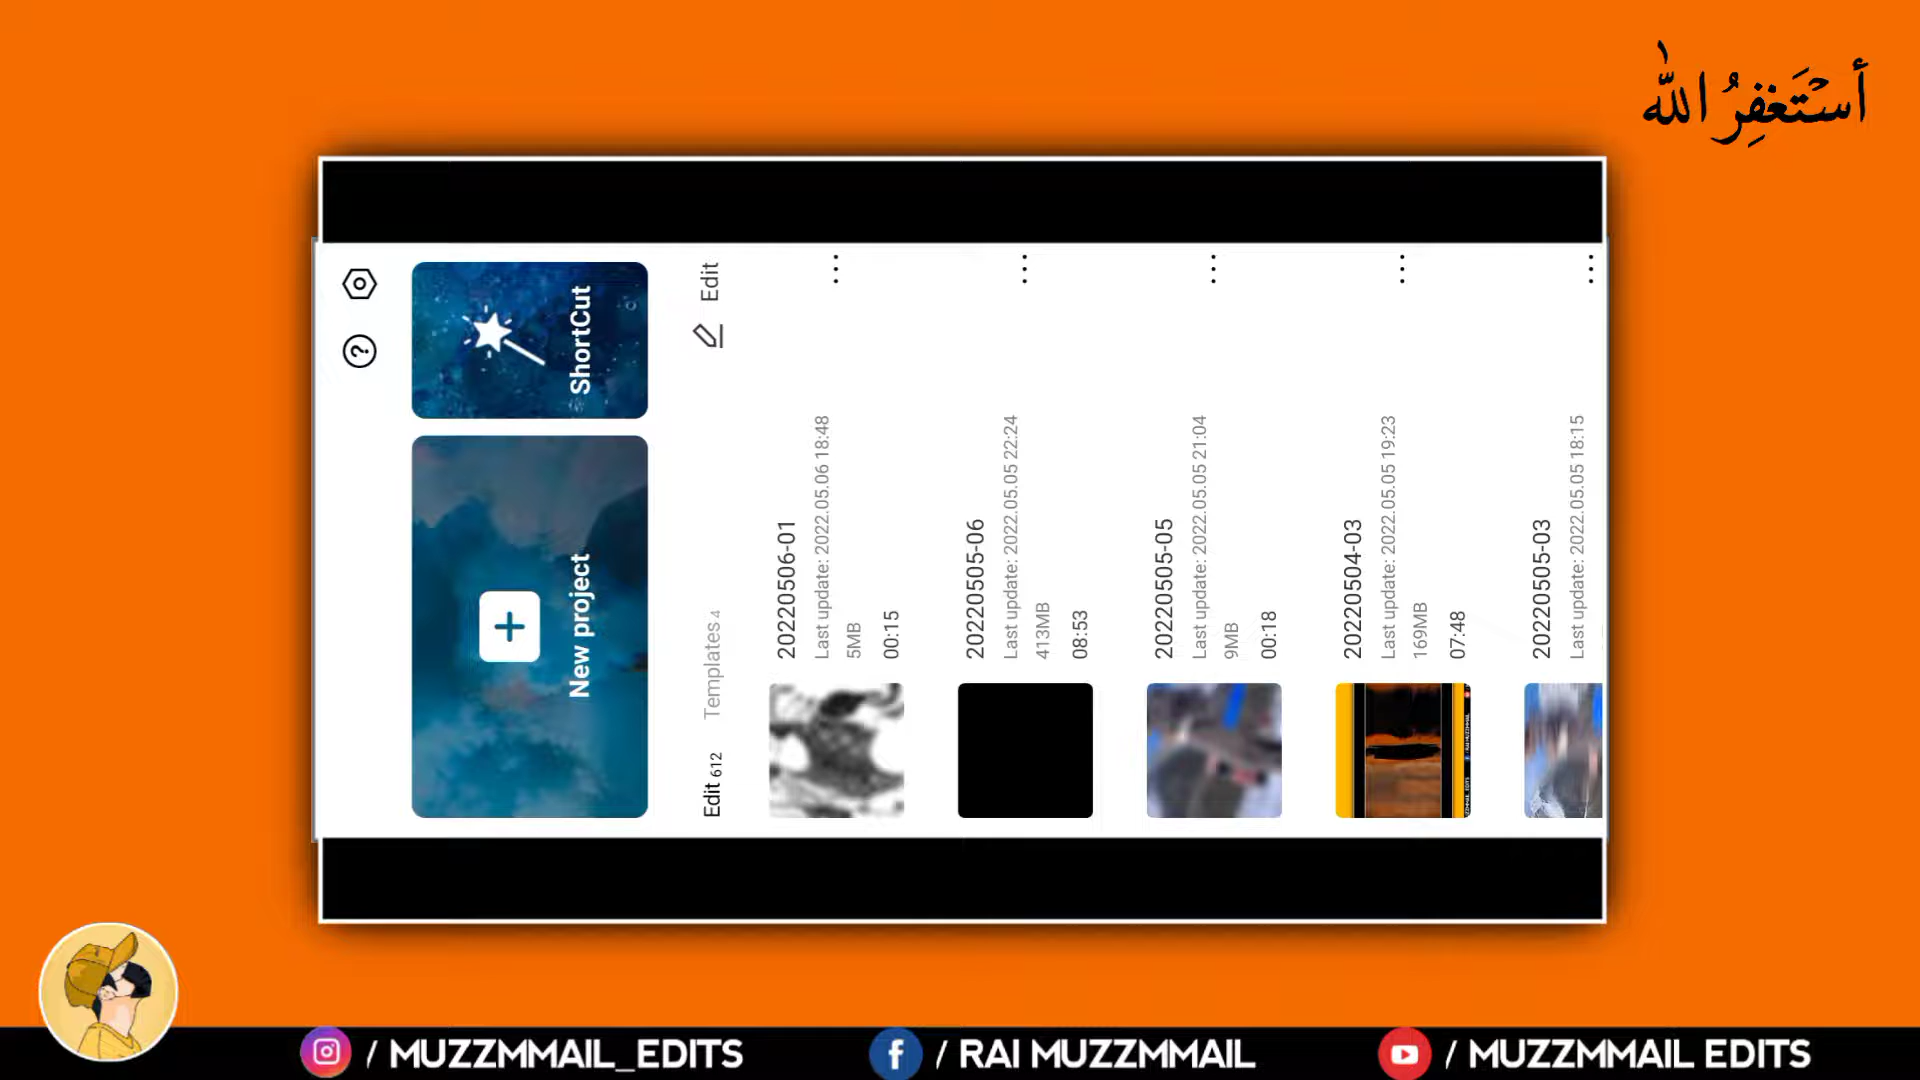 أَسْتَغْفِرُ اللّٰه
ShortCut
New project
Edit
Edit 612
Templates 4
20220506-01
Last update: 2022.05.06 18:48
5MB
00:15
20220505-06
Last update: 2022.05.05 22:24
413MB
08:53
20220505-05
Last update: 2022.05.05 21:04
9MB
00:18
20220504-03
Last update: 2022.05.05 19:23
169MB
07:48
20220505-03
Last update: 2022.05.05 18:15
/ MUZZMMAIL_EDITS
/ RAI MUZZMMAIL
/ MUZZMMAIL EDITS